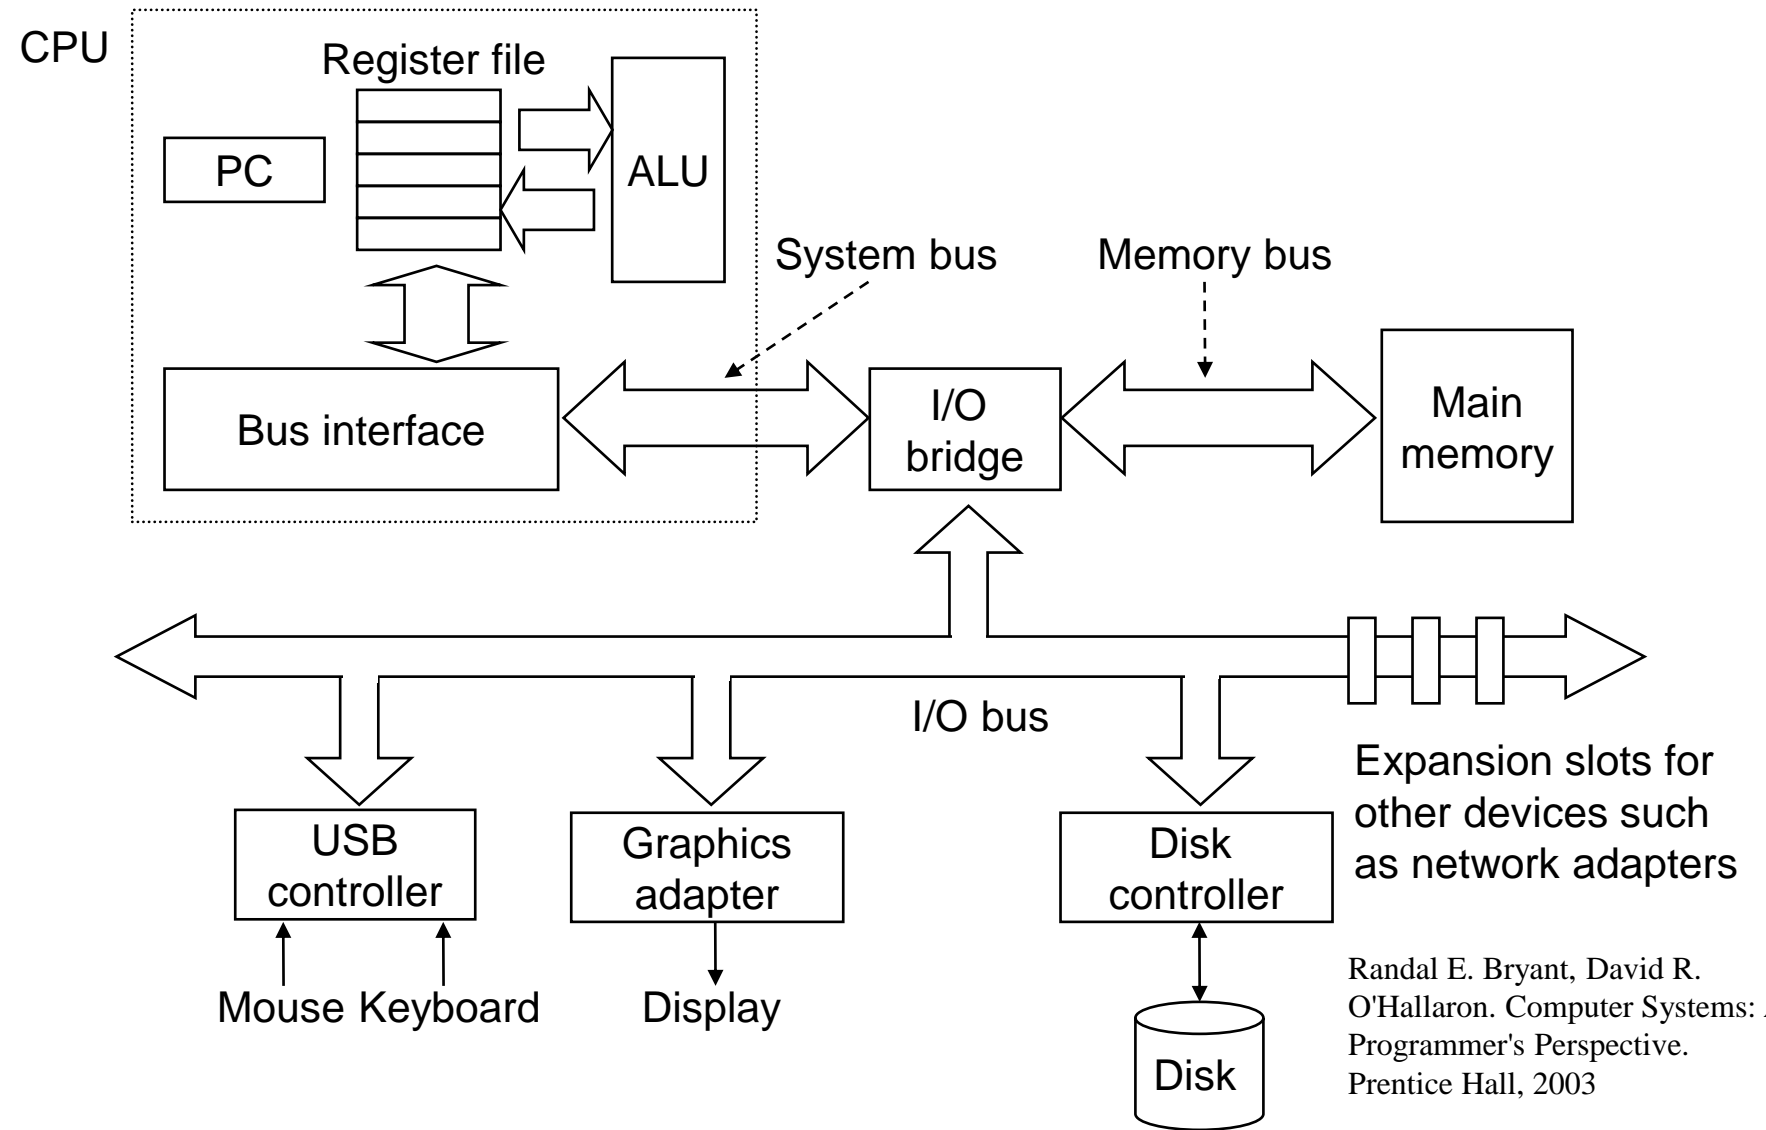 CPU
Register file
PC
ALU
System bus
Memory bus
Bus interface
I/O
bridge
Main
memory
I/O bus
Expansion slots for
other devices such
as network adapters
USB
controller
Graphics
adapter
Disk
controller
Mouse Keyboard
Display
Disk
Randal E. Bryant, David R.
O'Hallaron. Computer Systems:
Programmer's Perspective.
Prentice Hall, 2003